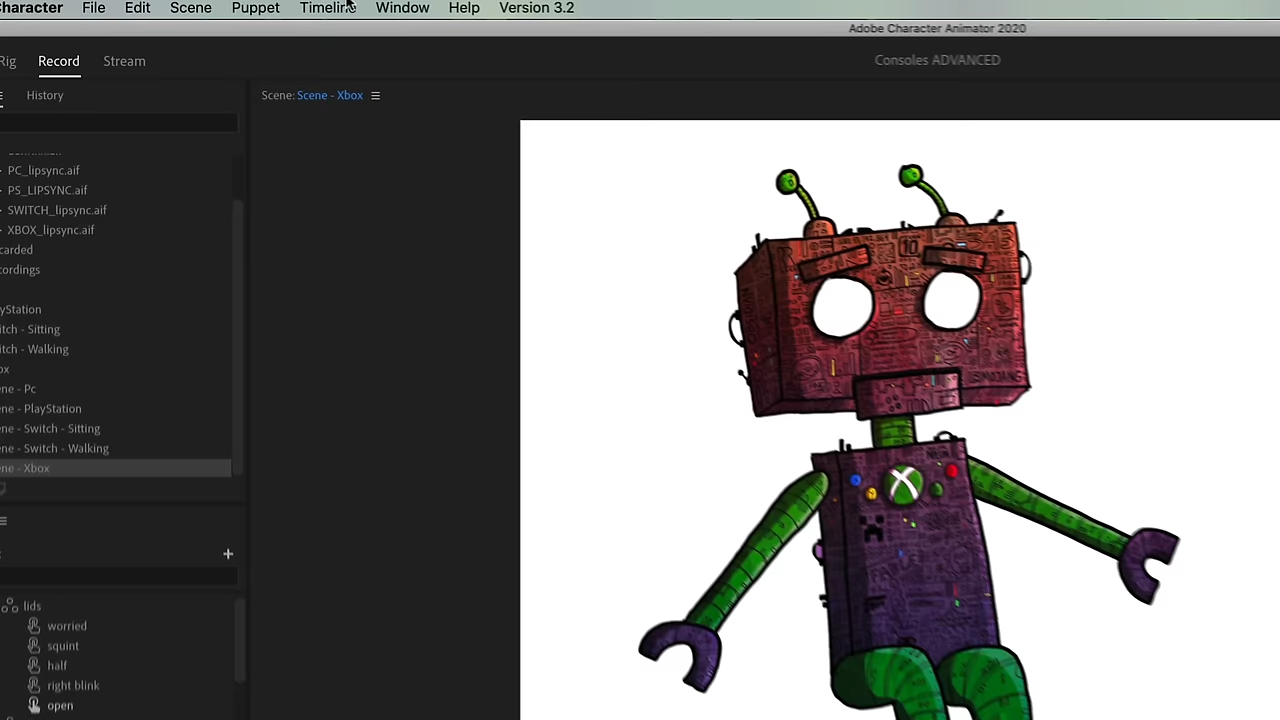 Character File Edit Scene Puppet Timeline Window Help Version 3.2
Adobe Character Animator 2020
Rig Record Stream
Consoles ADVANCED
History
Scene: Scene - Xbox
PC_lipsync.aif
PS_LIPSYNC.aif
SWITCH_lipsync.aif
XBOX_lipsync.aif
carded
cordings
yStation
itch - Sitting
itch - Walking
ox
ene - Pc
ene - PlayStation
ene - Switch - Sitting
ene - Switch - Walking
ene - Xbox
lids
worried
squint
half
right blink
open
10